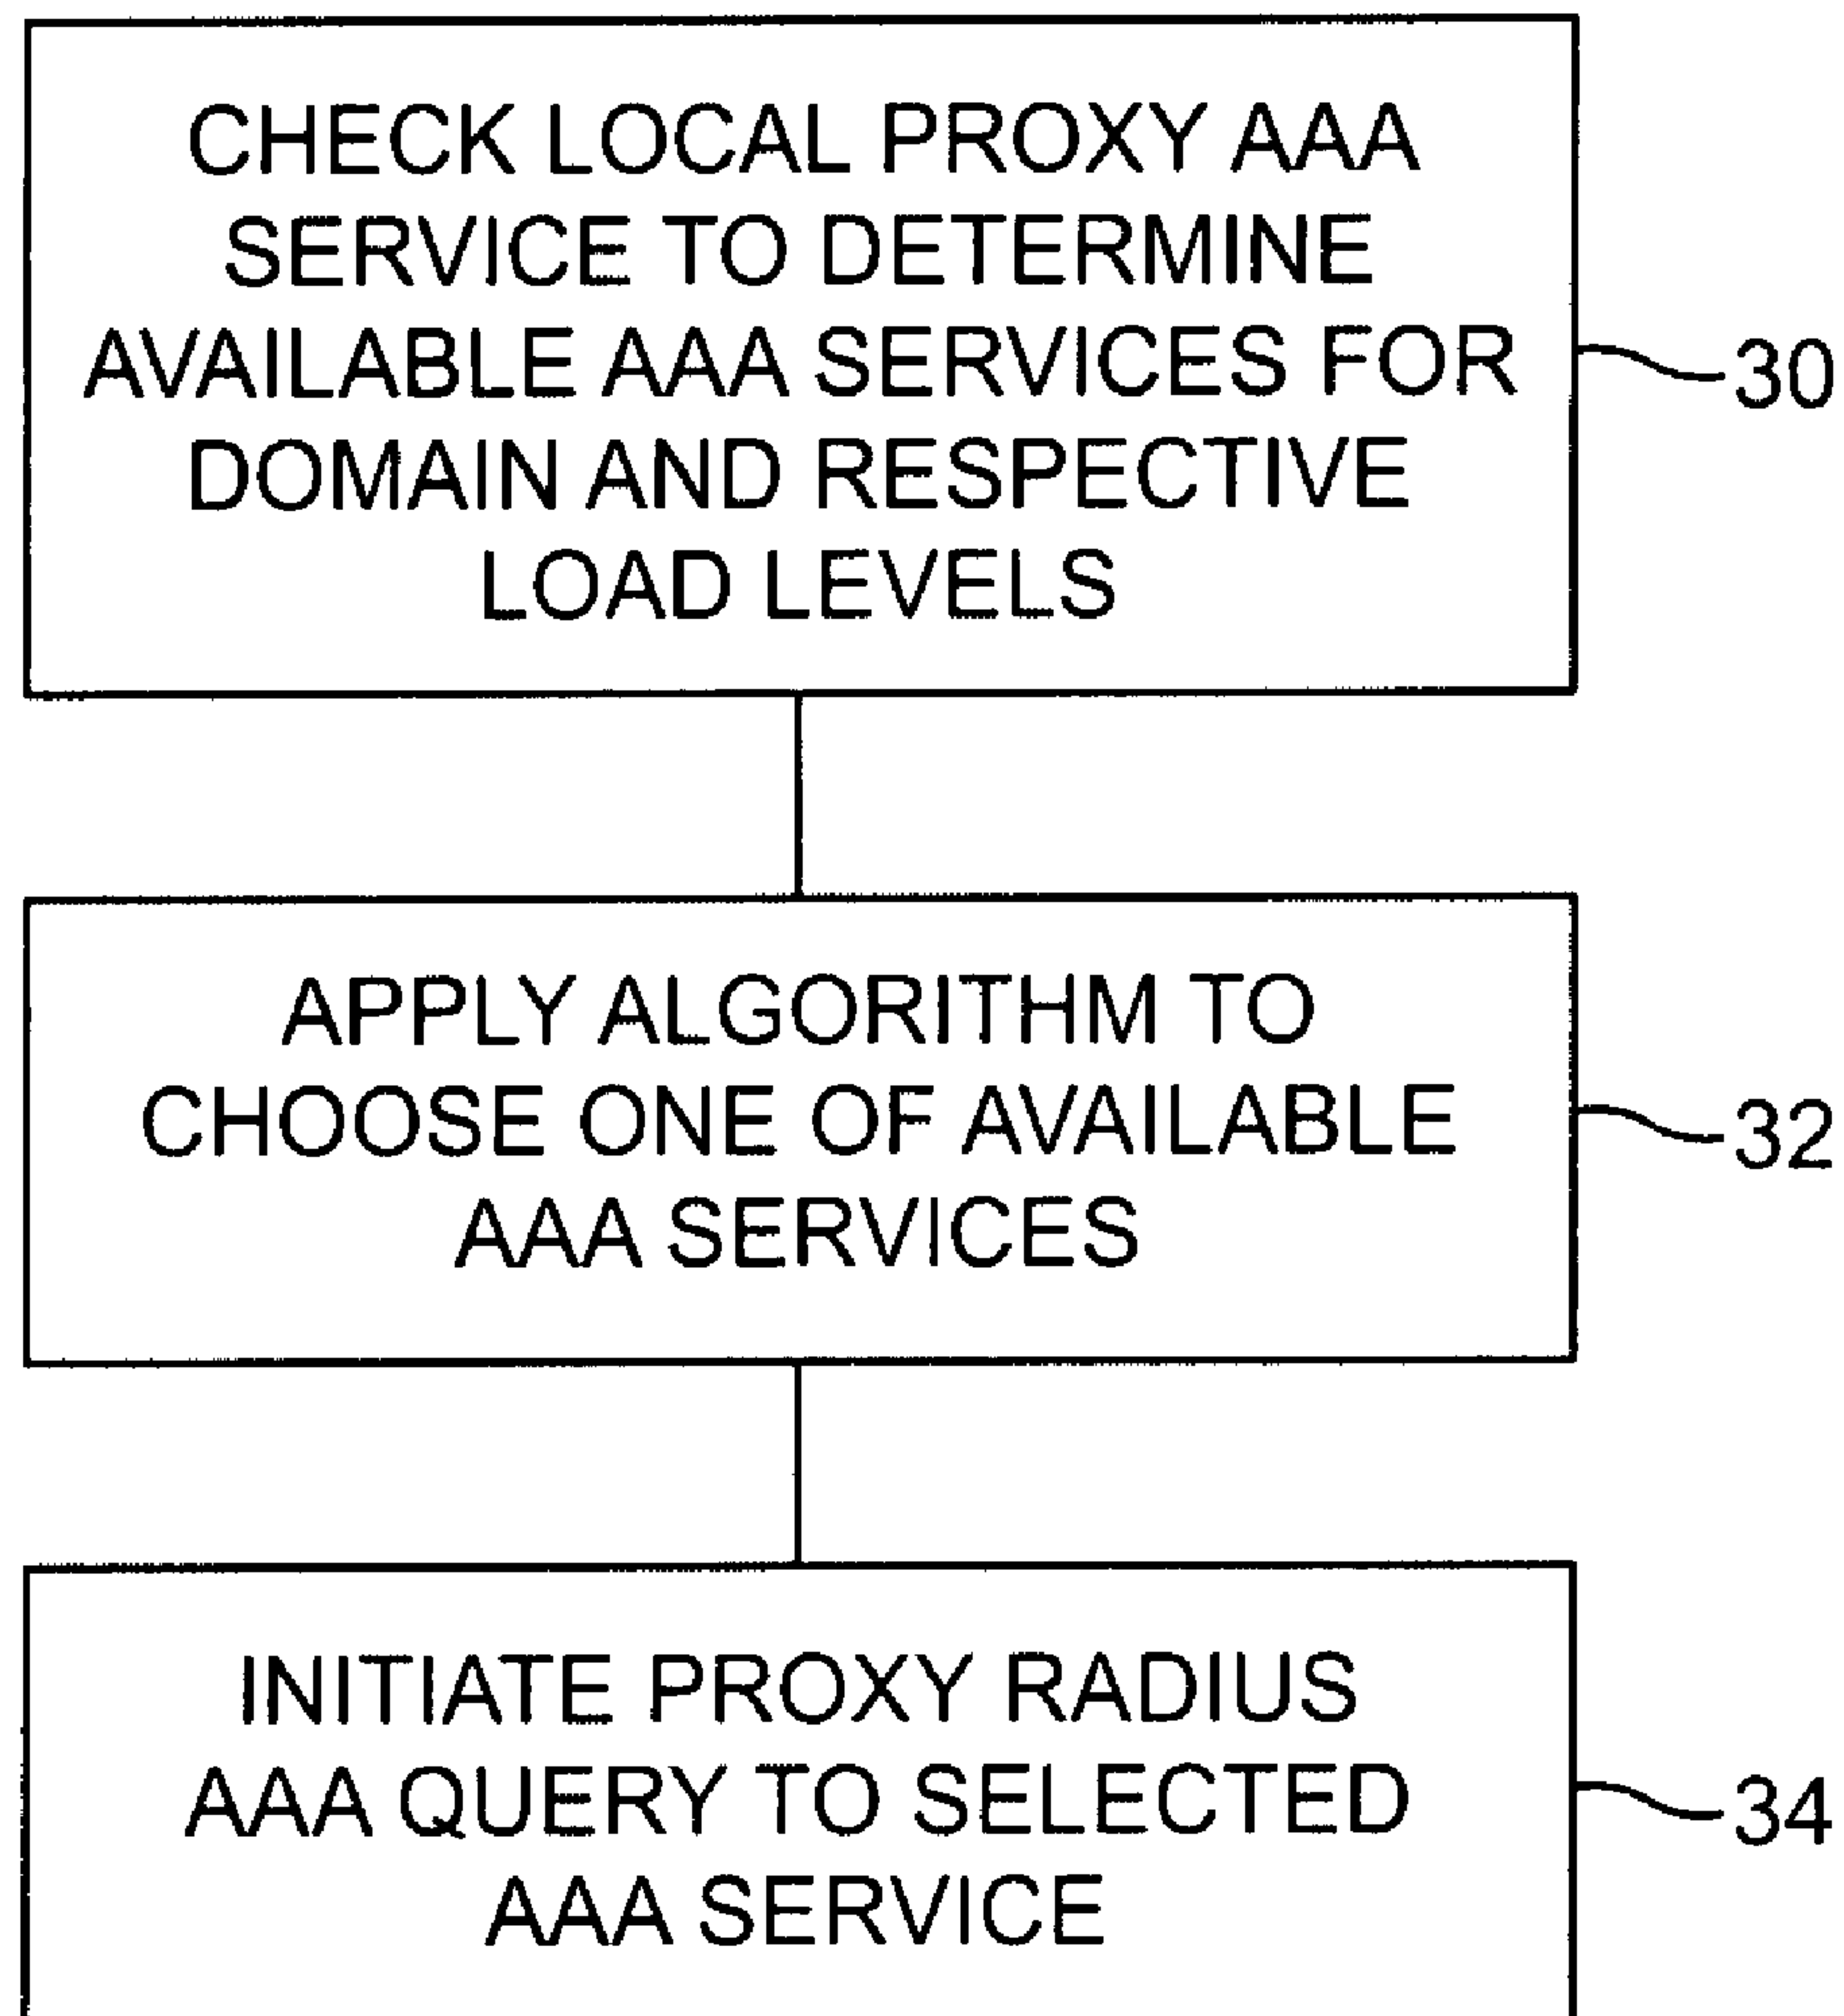 CHECK LOCAL PROXY AAA
SERVICE TO DETERMINE
AVAILABLE AAA SERVICES FOR
DOMAIN AND RESPECTIVE
LOAD LEVELS
30
APPLY ALGORITHM TO
CHOOSE ONE OF AVAILABLE
AAA SERVICES
32
INITIATE PROXY RADIUS
AAA QUERY TO SELECTED
AAA SERVICE
34